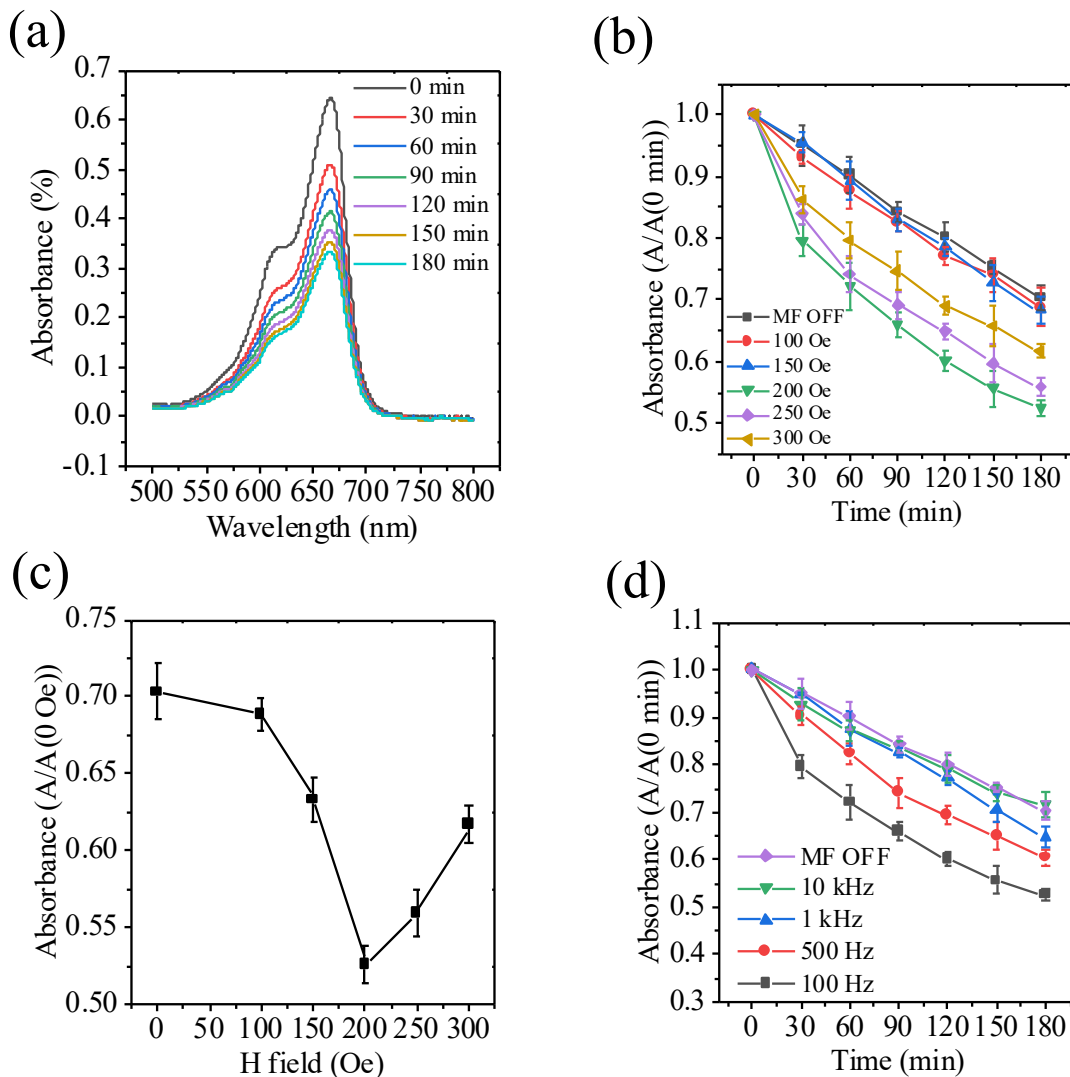 (a)
Absorbance (%)
0.7
0.6
0.5
0.4
0.3
0.2
0.1
0.0
-0.1
0 min
30 min
60 min
90 min
120 min
150 min
180 min
500 550 600 650 700 750 800
Wavelength (nm)
(b)
Absorbance (A/A(0 min))
1.0
0.9
0.8
0.7
0.6
0.5
MF OFF
100 Oe
150 Oe
200 Oe
250 Oe
300 Oe
0 30 60 90 120 150 180
Time (min)
(c)
Absorbance (A/A(0 Oe))
0.75
0.70
0.65
0.60
0.55
0.50
0 50 100 150 200 250 300
H field (Oe)
(d)
Absorbance (A/A(0 min))
1.1
1.0
0.9
0.8
0.7
0.6
0.5
0.4
0.3
MF OFF
10 kHz
1 kHz
500 Hz
100 Hz
0 30 60 90 120 150 180
Time (min)